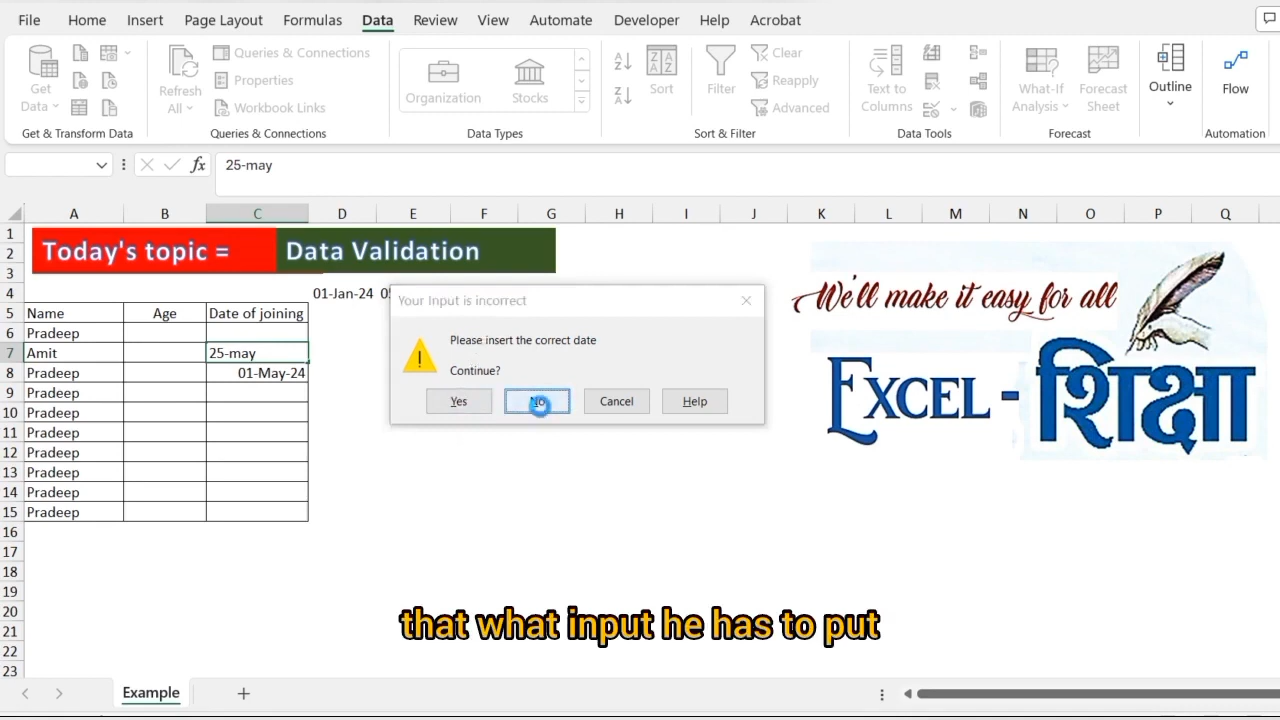 File Home Insert Page Layout Formulas Data Review View Automate Developer Help Acrobat
Get Data
Refresh All
Queries & Connections
Properties
Workbook Links
Organization
Stocks
Sort
Filter
Clear
Reapply
Advanced
Text to Columns
What-If Analysis
Forecast Sheet
Outline
Flow
Get & Transform Data Queries & Connections Data Types Sort & Filter Data Tools Forecast Automation
fx 25-may
A B C D E F G H I J K L M N O P Q
1
2 Today's topic = Data Validation
3
4 01-Jan-24
5 Name Age Date of joining
6 Pradeep
7 Amit 25-may
8 Pradeep 01-May-24
9 Pradeep
10 Pradeep
11 Pradeep
12 Pradeep
13 Pradeep
14 Pradeep
15 Pradeep
16
17
18
19
20
21
22
23
Your Input is incorrect
Please insert the correct date
Continue?
Yes Cancel Help
We'll make it easy for all
EXCEL - शिक्षा
that what input he has to put
Example